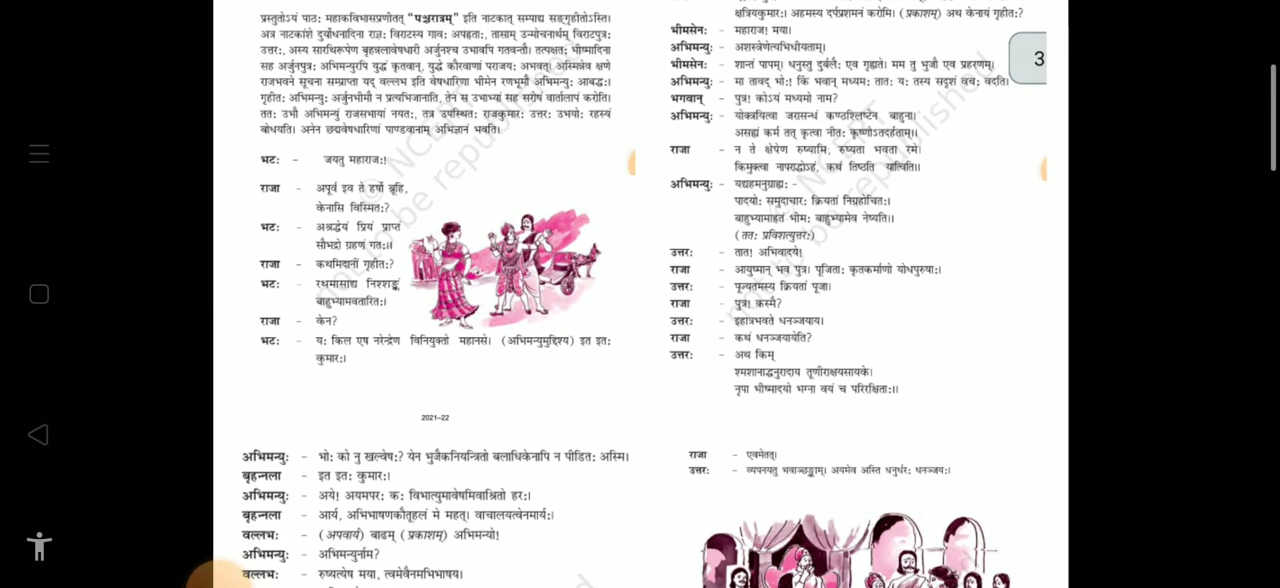 प्रस्तुतोऽयं पाठः महाकविभासप्रणीतत् "पञ्चरात्रम्" इति नाटकात् सम्पाद्य सङ्गृहीतोऽस्ति।
अत्र नाटकांशे दुर्योधनादिना राज्ञः विराटस्य गावः अपहृताः, तासाम् उन्मोचनार्थम् विराटपुत्रः
उत्तरः, अस्य सारथिरूपेण बृहन्नलावेषधारी अर्जुनश्च उभावपि गतवन्तौ। तत्पक्षतः भीष्मादिना
सह अर्जुनपुत्रः अभिमन्युरपि युद्धं कृतवान्, युद्धे कौरवाणां पराजयः अभवत्। अस्मिन्नेव क्षणे
राजभवने सूचना सम्प्राप्ता यद् वल्लभ इति वेषधारिणा भीमेन रणभूमौ अभिमन्युः आबद्धः।
गृहीतः अभिमन्युः अर्जुनभीमौ न प्रत्यभिजानाति, तेन स उभाभ्यां सह सरोषं वार्तालापं करोति।
ततः उभौ अभिमन्युं राजसभायां नयतः, तत्र उपस्थितः राजकुमारः उत्तरः उभयोः रहस्यं
बोधयति। अनेन छद्मवेषधारिणां पाण्डवानाम् अभिज्ञानं भवति।
भटः – जयतु महाराजः!
राजा – अपूर्व इव ते हर्षो ब्रूहि,
केनासि विस्मितः?
भटः – अश्रद्धेयं प्रियं प्राप्तं
सौभद्रो ग्रहणं गतः।।
राजा – कथमिदानीं गृहीतः?
भटः – रथमासाद्य निश्शङ्कं
बाहुभ्यामवतारितः।
राजा – केन?
भटः – यः किल एष नरेन्द्रेण विनियुक्तो महानसे। (अभिमन्युमुद्दिश्य) इत इतः
कुमारः।
2021–22
अभिमन्युः – भोः को नु खल्वेषः? येन भुजैकनियन्त्रितो बलाधिकेनापि न पीडितः अस्मि।
बृहन्नला – इत इतः कुमारः।
अभिमन्युः – अये! अयमपरः कः विभात्युमावेषमिवाश्रितो हरः।
बृहन्नला – आर्य, अभिभाषणकौतूहलं मे महत्। वाचालयत्वेनमार्यः।
वल्लभः – (अपवार्य) बाढम् (प्रकाशम्) अभिमन्यो!
अभिमन्युः – अभिमन्युर्नाम?
वल्लभः – रुष्यत्येष मया, त्वमेवैनमभिभाषय।
क्षत्रियकुमारः। अहमस्य दर्पप्रशमनं करोमि। (प्रकाशम्) अथ केनायं गृहीतः?
भीमसेनः – महाराज! मया।
अभिमन्युः – अशस्त्रेणेत्यभिधीयताम्।
भीमसेनः – शान्तं पापम्। धनुस्तु दुर्बलैः एव गृह्यते। मम तु भुजौ एव प्रहरणम्।
अभिमन्युः – मा तावद् भोः! किं भवान् मध्यमः तातः यः तस्य सदृशं वचः वदति।
भगवान् – पुत्र! कोऽयं मध्यमो नाम?
अभिमन्युः – योक्त्रयित्वा जरासन्धं कण्ठश्लिष्टेन बाहुना।
असह्यं कर्म तत् कृत्वा नीतः कृष्णोऽतदर्हताम्।।
राजा – न ते क्षेपेण रुष्यामि, रुष्यता भवता रमे।
किमुक्त्वा नापराद्धोऽहं, कथं तिष्ठति यात्विति।।
अभिमन्युः – यद्यहमनुग्राह्यः -
पादयोः समुदाचारः क्रियतां निग्रहोचितः।
बाहुभ्यामाहृतं भीमः बाहुभ्यामेव नेष्यति।।
(ततः प्रविशत्युत्तरः)
उत्तरः – तात! अभिवादये!
राजा – आयुष्मान् भव पुत्र। पूजिताः कृतकर्माणो योधपुरुषाः।
उत्तरः – पूज्यतमस्य क्रियतां पूजा।
राजा – पुत्र! कस्मै?
उत्तरः – इहात्रभवते धनञ्जयाय।
राजा – कथं धनञ्जयायेति?
उत्तरः – अथ किम्
श्मशानाद्धनुरादाय तूणीराक्षयसायके।
नृपा भीष्मादयो भग्ना वयं च परिरक्षिताः।।
राजा – एवमेतत्।
उत्तरः – व्यपनयतु भवाञ्छङ्काम्। अयमेव अस्ति धनुर्धरः धनञ्जयः।
3